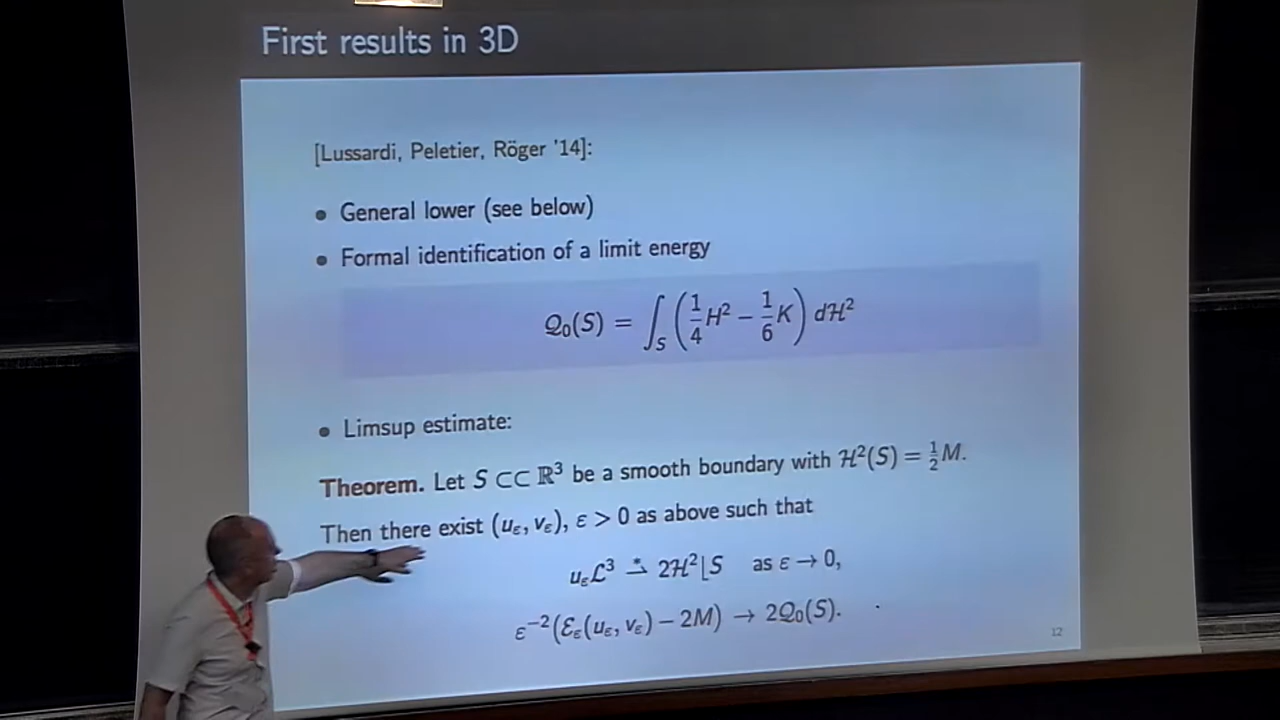 First results in 3D
[Lussardi, Peletier, Röger '14]:
• General lower (see below)
• Formal identification of a limit energy
𝒬₀(S) = ∫_S (1/4 H² − 1/6 K) dℋ²
• Limsup estimate:
Theorem. Let S ⊂⊂ ℝ³ be a smooth boundary with ℋ²(S) = ½M.
Then there exist (u_ε, v_ε), ε > 0 as above such that
u_ε ℒ³ ⇀* 2ℋ²⌊S as ε → 0,
ε⁻²(ℰ_ε(u_ε, v_ε) − 2M) → 2𝒬₀(S).
12